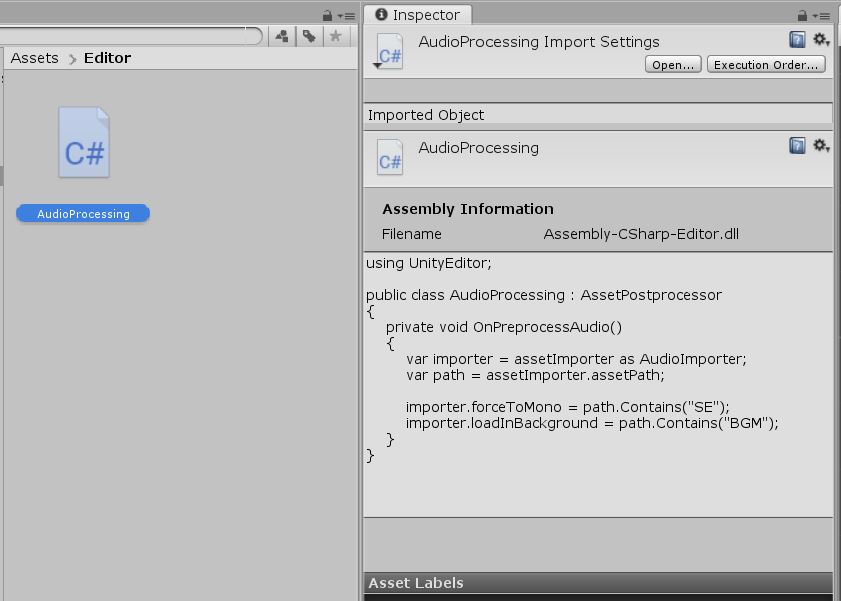 Assets > Editor
C#
AudioProcessing
Inspector
C#
AudioProcessing Import Settings
Open...
Execution Order...
Imported Object
C#
AudioProcessing
Assembly Information
Filename Assembly-CSharp-Editor.dll
using UnityEditor;
public class AudioProcessing : AssetPostprocessor
{
private void OnPreprocessAudio()
{
var importer = assetImporter as AudioImporter;
var path = assetImporter.assetPath;
importer.forceToMono = path.Contains("SE");
importer.loadInBackground = path.Contains("BGM");
}
}
Asset Labels